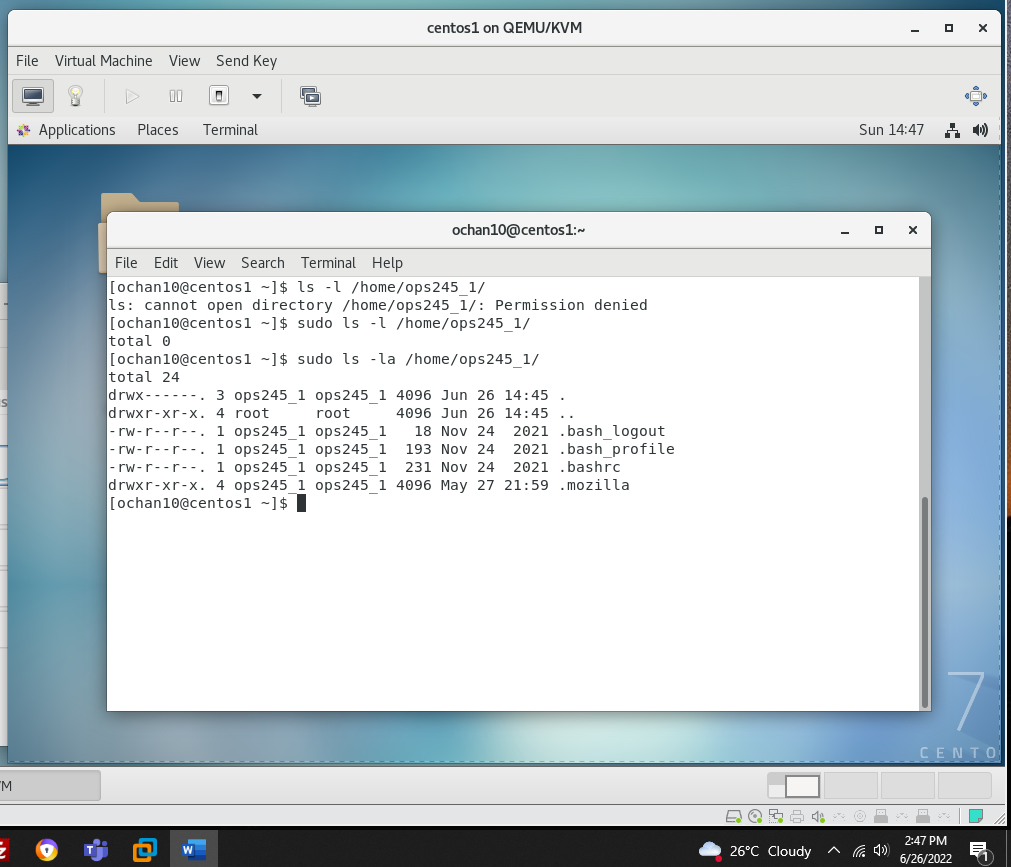 centos1 on QEMU/KVM
File Virtual Machine View Send Key
Applications Places Terminal Sun 14:47
ochan10@centos1:~
File Edit View Search Terminal Help
[ochan10@centos1 ~]$ ls -l /home/ops245_1/
ls: cannot open directory /home/ops245_1/: Permission denied
[ochan10@centos1 ~]$ sudo ls -l /home/ops245_1/
total 0
[ochan10@centos1 ~]$ sudo ls -la /home/ops245_1/
total 24
drwx------. 3 ops245_1 ops245_1 4096 Jun 26 14:45 .
drwxr-xr-x. 4 root     root     4096 Jun 26 14:45 ..
-rw-r--r--. 1 ops245_1 ops245_1   18 Nov 24  2021 .bash_logout
-rw-r--r--. 1 ops245_1 ops245_1  193 Nov 24  2021 .bash_profile
-rw-r--r--. 1 ops245_1 ops245_1  231 Nov 24  2021 .bashrc
drwxr-xr-x. 4 ops245_1 ops245_1 4096 May 27 21:59 .mozilla
[ochan10@centos1 ~]$
7
CENTO
VM
26°C Cloudy
2:47 PM
6/26/2022
1